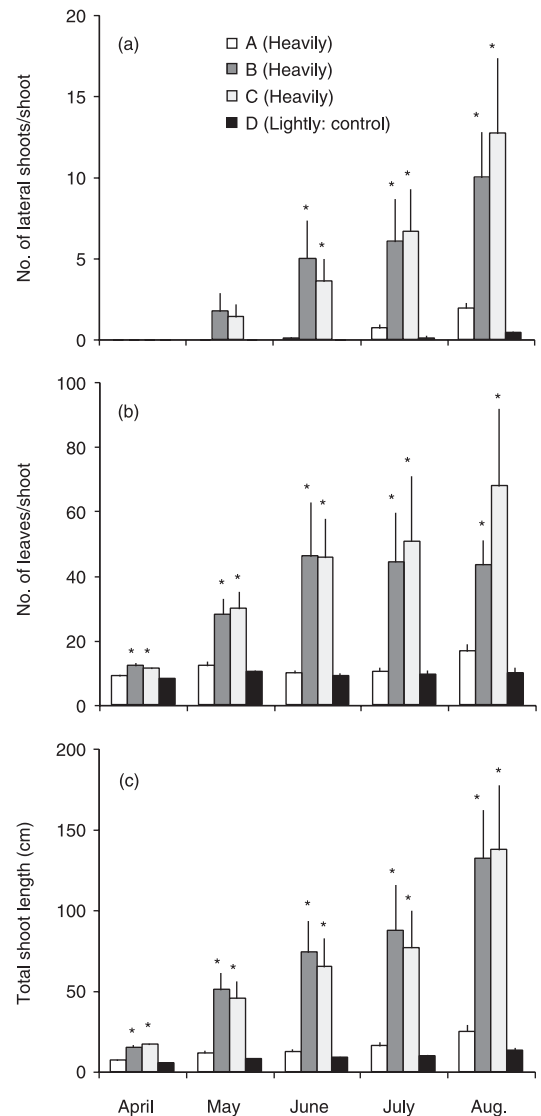 (a)
A (Heavily)
B (Heavily)
C (Heavily)
D (Lightly: control)
No. of lateral shoots/shoot
20
15
10
5
0
* * * * * *
(b)
No. of leaves/shoot
100
80
60
40
20
0
* * * * * * * * * *
(c)
Total shoot length (cm)
200
150
100
50
0
* * * * * * * * * *
April May June July Aug.